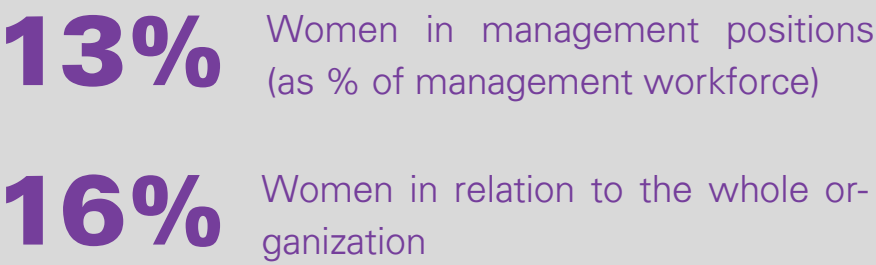 13% Women in management positions
(as % of management workforce)
16% Women in relation to the whole or-
ganization